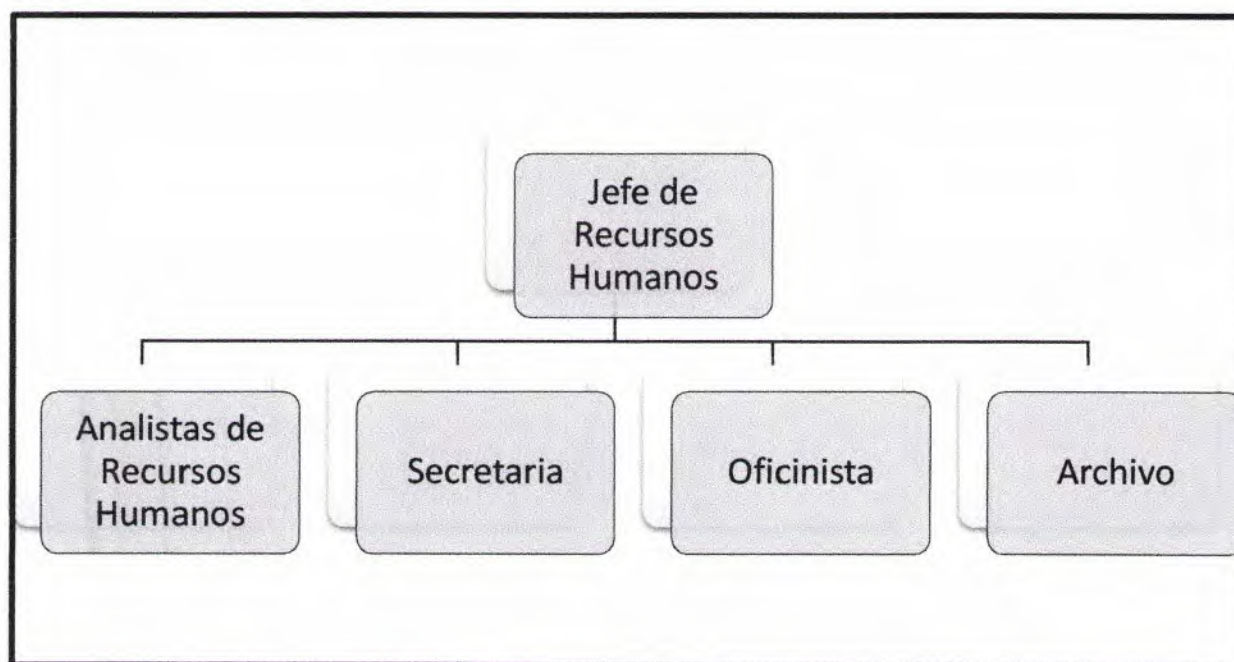 Jefe de
Recursos
Humanos
Analistas de
Recursos
Humanos
Secretaria
Oficinista
Archivo